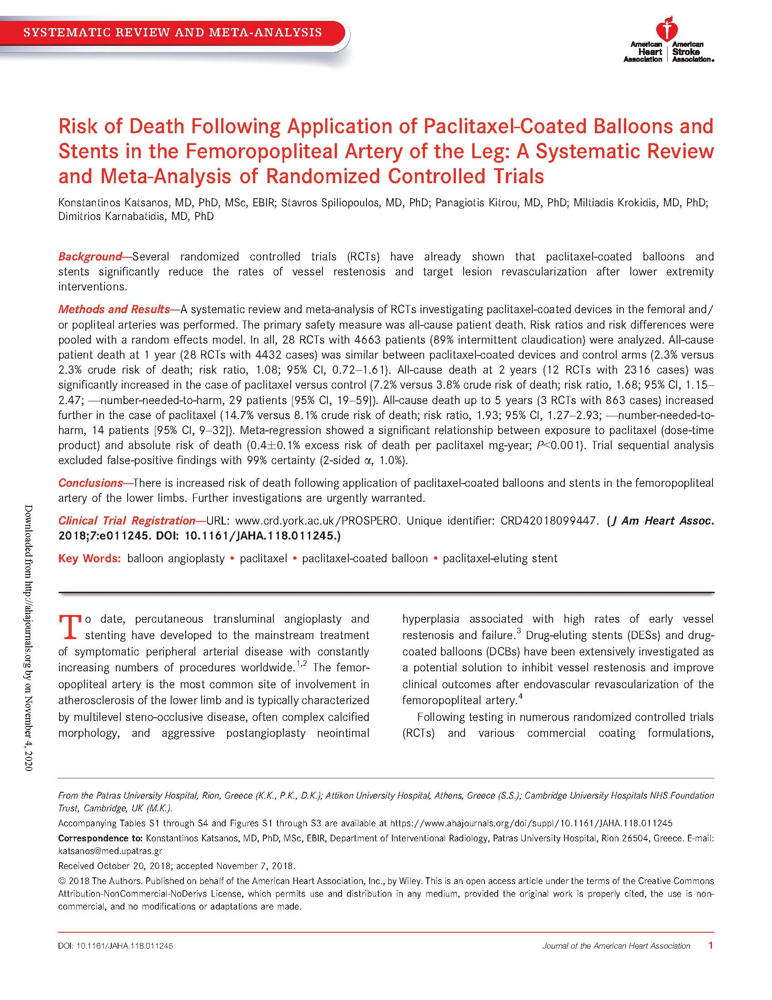 SYSTEMATIC REVIEW AND META-ANALYSIS
American Heart Association
American Stroke Association®
Risk of Death Following Application of Paclitaxel-Coated Balloons and
Stents in the Femoropopliteal Artery of the Leg: A Systematic Review
and Meta-Analysis of Randomized Controlled Trials
Konstantinos Katsanos, MD, PhD, MSc, EBIR; Stavros Spiliopoulos, MD, PhD; Panagiotis Kitrou, MD, PhD; Miltiadis Krokidis, MD, PhD;
Dimitrios Karnabatidis, MD, PhD
Background—Several randomized controlled trials (RCTs) have already shown that paclitaxel-coated balloons and
stents significantly reduce the rates of vessel restenosis and target lesion revascularization after lower extremity
interventions.
Methods and Results—A systematic review and meta-analysis of RCTs investigating paclitaxel-coated devices in the femoral and/
or popliteal arteries was performed. The primary safety measure was all-cause patient death. Risk ratios and risk differences were
pooled with a random effects model. In all, 28 RCTs with 4663 patients (89% intermittent claudication) were analyzed. All-cause
patient death at 1 year (28 RCTs with 4432 cases) was similar between paclitaxel-coated devices and control arms (2.3% versus
2.3% crude risk of death; risk ratio, 1.08; 95% CI, 0.72–1.61). All-cause death at 2 years (12 RCTs with 2316 cases) was
significantly increased in the case of paclitaxel versus control (7.2% versus 3.8% crude risk of death; risk ratio, 1.68; 95% CI, 1.15–
2.47; —number-needed-to-harm, 29 patients [95% CI, 19–59]). All-cause death up to 5 years (3 RCTs with 863 cases) increased
further in the case of paclitaxel (14.7% versus 8.1% crude risk of death; risk ratio, 1.93; 95% CI, 1.27–2.93; —number-needed-to-
harm, 14 patients [95% CI, 9–32]). Meta-regression showed a significant relationship between exposure to paclitaxel (dose-time
product) and absolute risk of death (0.4±0.1% excess risk of death per paclitaxel mg-year; P<0.001). Trial sequential analysis
excluded false-positive findings with 99% certainty (2-sided α, 1.0%).
Conclusions—There is increased risk of death following application of paclitaxel-coated balloons and stents in the femoropopliteal
artery of the lower limbs. Further investigations are urgently warranted.
Clinical Trial Registration—URL: www.crd.york.ac.uk/PROSPERO. Unique identifier: CRD42018099447. (J Am Heart Assoc.
2018;7:e011245. DOI: 10.1161/JAHA.118.011245.)
Key Words: balloon angioplasty • paclitaxel • paclitaxel-coated balloon • paclitaxel-eluting stent
To date, percutaneous transluminal angioplasty and
stenting have developed to the mainstream treatment
of symptomatic peripheral arterial disease with constantly
increasing numbers of procedures worldwide.1,2 The femor-
opopliteal artery is the most common site of involvement in
atherosclerosis of the lower limb and is typically characterized
by multilevel steno-occlusive disease, often complex calcified
morphology, and aggressive postangioplasty neointimal
hyperplasia associated with high rates of early vessel
restenosis and failure.3 Drug-eluting stents (DESs) and drug-
coated balloons (DCBs) have been extensively investigated as
a potential solution to inhibit vessel restenosis and improve
clinical outcomes after endovascular revascularization of the
femoropopliteal artery.4
Following testing in numerous randomized controlled trials
(RCTs) and various commercial coating formulations,
From the Patras University Hospital, Rion, Greece (K.K., P.K., D.K.); Attikon University Hospital, Athens, Greece (S.S.); Cambridge University Hospitals NHS Foundation
Trust, Cambridge, UK (M.K.).
Accompanying Tables S1 through S4 and Figures S1 through S3 are available at https://www.ahajournals.org/doi/suppl/10.1161/JAHA.118.011245
Correspondence to: Konstantinos Katsanos, MD, PhD, MSc, EBIR, Department of Interventional Radiology, Patras University Hospital, Rion 26504, Greece. E-mail:
katsanos@med.upatras.gr
Received October 20, 2018; accepted November 7, 2018.
© 2018 The Authors. Published on behalf of the American Heart Association, Inc., by Wiley. This is an open access article under the terms of the Creative Commons
Attribution-NonCommercial-NoDerivs License, which permits use and distribution in any medium, provided the original work is properly cited, the use is non-
commercial, and no modifications or adaptations are made.
DOI: 10.1161/JAHA.118.011245
Journal of the American Heart Association 1
Downloaded from http://ahajournals.org by on November 4, 2020